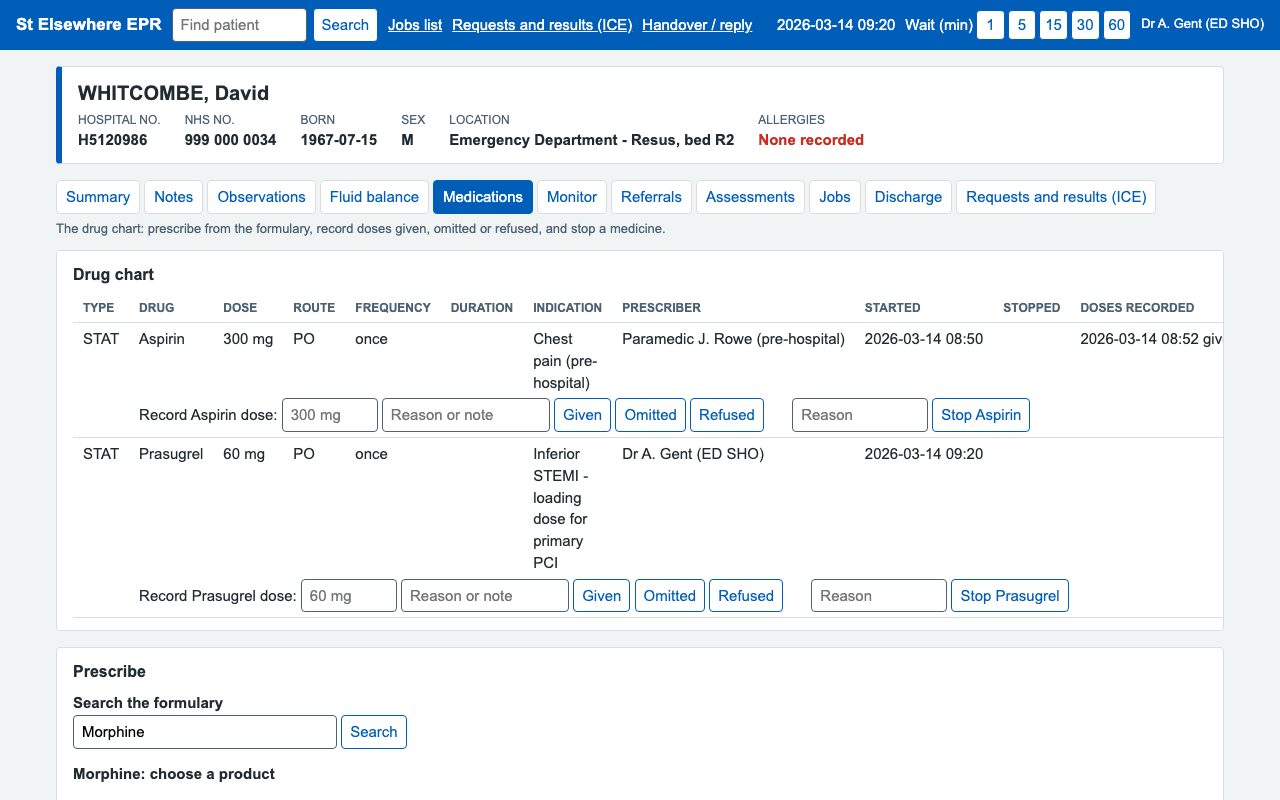 St Elsewhere EPR Find patient Search Jobs list Requests and results (ICE) Handover / reply 2026-03-14 09:20 Wait (min) 1 5 15 30 60 Dr A. Gent (ED SHO)
WHITCOMBE, David
HOSPITAL NO. NHS NO. BORN SEX LOCATION ALLERGIES
H5120986 999 000 0034 1967-07-15 M Emergency Department - Resus, bed R2 None recorded
Summary Notes Observations Fluid balance Medications Monitor Referrals Assessments Jobs Discharge Requests and results (ICE)
The drug chart: prescribe from the formulary, record doses given, omitted or refused, and stop a medicine.
Drug chart
TYPE DRUG DOSE ROUTE FREQUENCY DURATION INDICATION PRESCRIBER STARTED STOPPED DOSES RECORDED
STAT Aspirin 300 mg PO once Chest Paramedic J. Rowe (pre-hospital) 2026-03-14 08:50 2026-03-14 08:52 giv
pain (pre-
hospital)
Record Aspirin dose: 300 mg Reason or note Given Omitted Refused Reason Stop Aspirin
STAT Prasugrel 60 mg PO once Inferior Dr A. Gent (ED SHO) 2026-03-14 09:20
STEMI -
loading
dose for
primary
PCI
Record Prasugrel dose: 60 mg Reason or note Given Omitted Refused Reason Stop Prasugrel
Prescribe
Search the formulary
Morphine Search
Morphine: choose a product